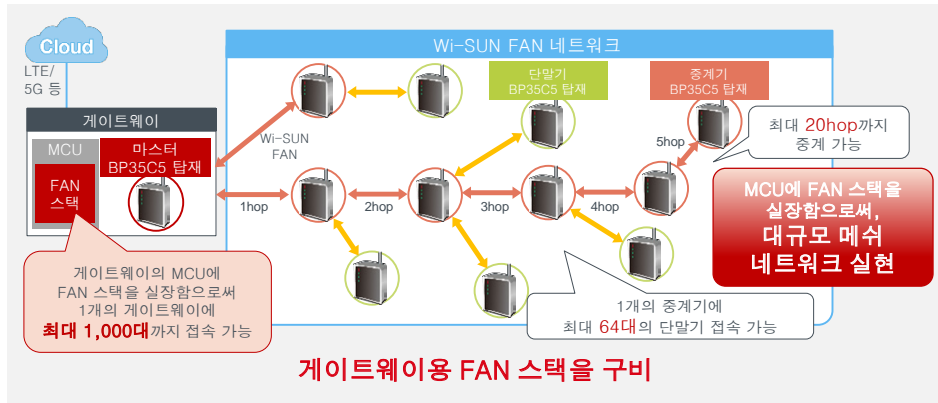 Cloud
LTE/
5G 등
Wi-SUN FAN 네트워크
게이트웨이
MCU
FAN
스택
마스터
BP35C5 탑재
Wi-SUN
FAN
단말기
BP35C5 탑재
중계기
BP35C5 탑재
1hop
2hop
3hop
4hop
5hop
최대 20hop까지
중계 가능
MCU에 FAN 스택을
실장함으로써,
대규모 메쉬
네트워크 실현
게이트웨이의 MCU에
FAN 스택을 실장함으로써
1개의 게이트웨이에
최대 1,000대까지 접속 가능
1개의 중계기에
최대 64대의 단말기 접속 가능
게이트웨이용 FAN 스택을 구비